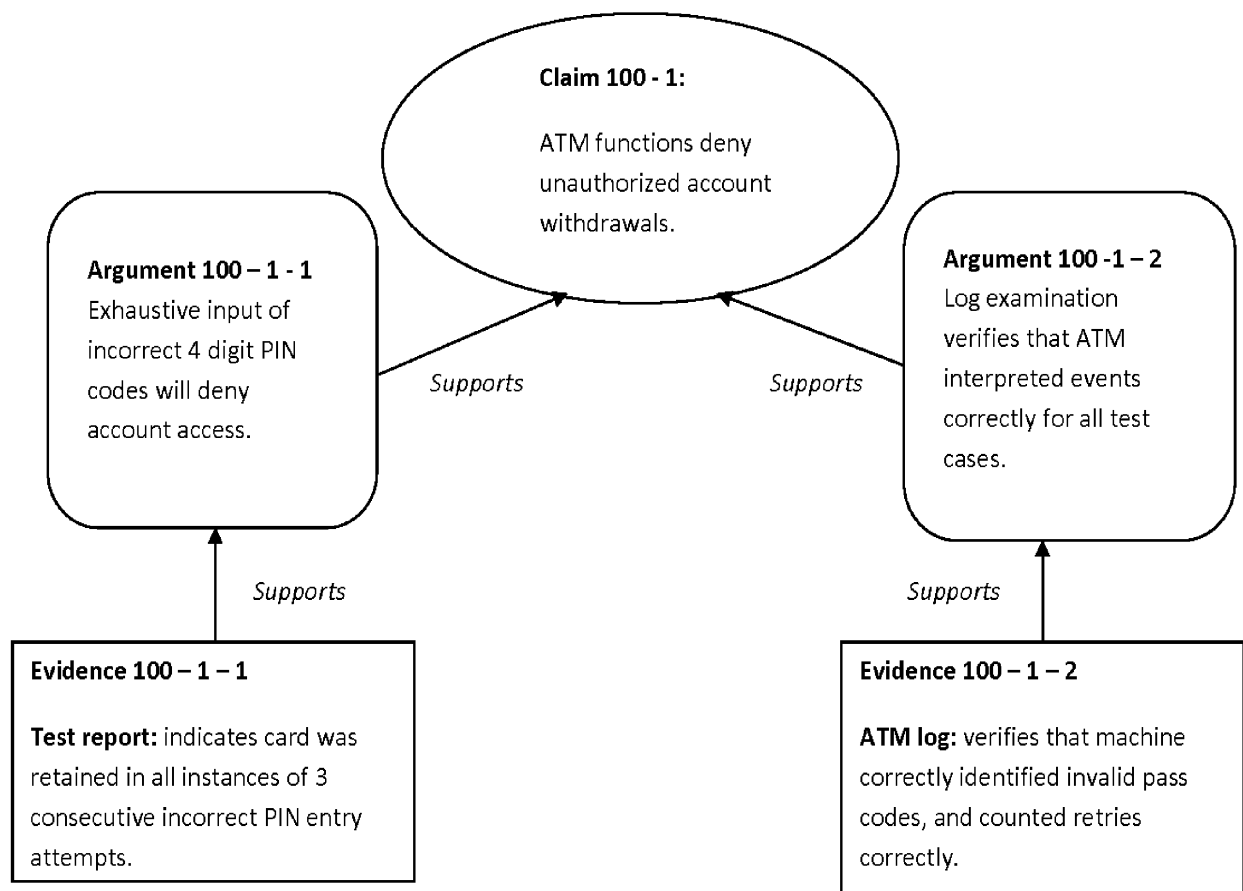 Claim 100 - 1:
ATM functions deny
unauthorized account
withdrawals.
Argument 100 – 1 - 1
Exhaustive input of
incorrect 4 digit PIN
codes will deny
account access.
Supports
Supports
Argument 100 -1 – 2
Log examination
verifies that ATM
interpreted events
correctly for all test
cases.
Supports
Supports
Evidence 100 – 1 – 1
Test report: indicates card was
retained in all instances of 3
consecutive incorrect PIN entry
attempts.
Evidence 100 – 1 – 2
ATM log: verifies that machine
correctly identified invalid pass
codes, and counted retries
correctly.